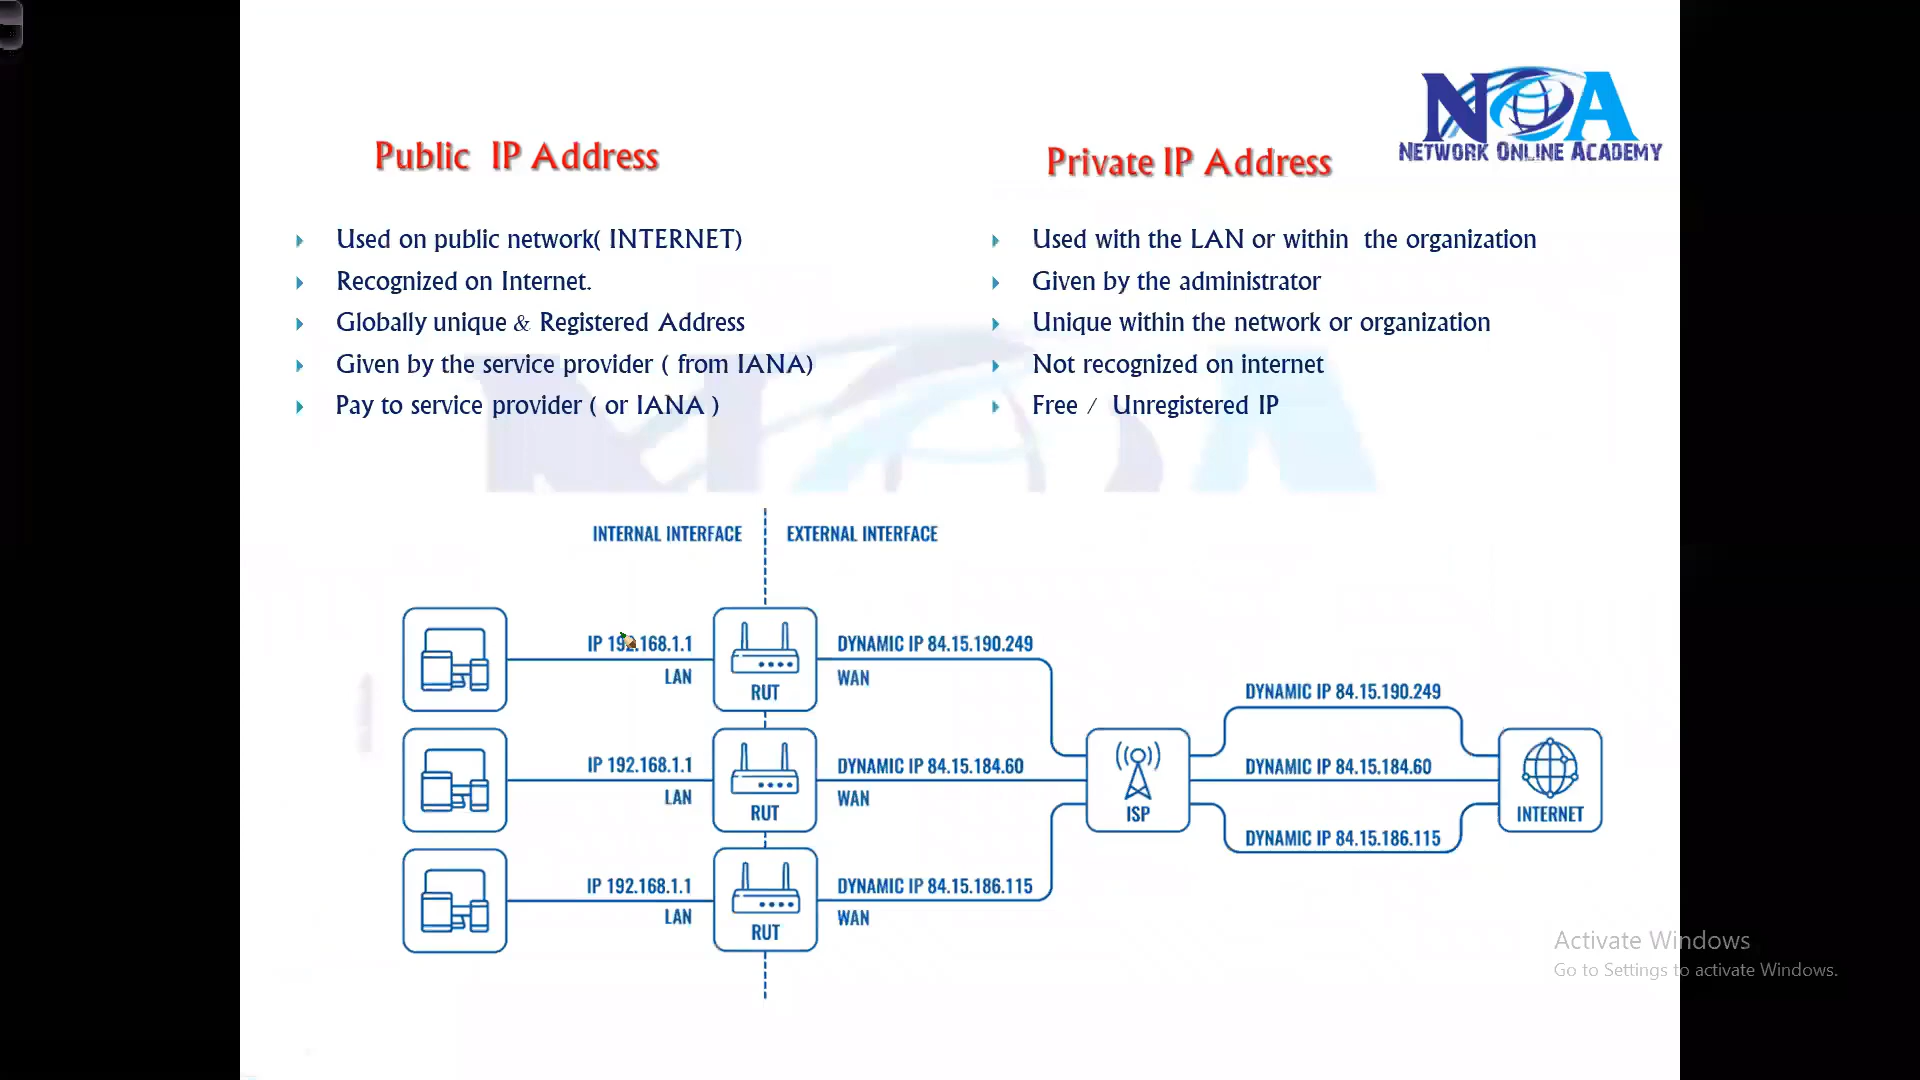 NOA
NETWORK ONLINE ACADEMY
Public IP Address
Used on public network( INTERNET)
Recognized on Internet.
Globally unique & Registered Address
Given by the service provider ( from IANA)
Pay to service provider ( or IANA )
Private IP Address
Used with the LAN or within the organization
Given by the administrator
Unique within the network or organization
Not recognized on internet
Free / Unregistered IP
INTERNAL INTERFACE
EXTERNAL INTERFACE
IP 192.168.1.1
LAN
RUT
DYNAMIC IP 84.15.190.249
WAN
IP 192.168.1.1
LAN
RUT
DYNAMIC IP 84.15.184.60
WAN
IP 192.168.1.1
LAN
RUT
DYNAMIC IP 84.15.186.115
WAN
ISP
DYNAMIC IP 84.15.190.249
DYNAMIC IP 84.15.184.60
DYNAMIC IP 84.15.186.115
INTERNET
Activate Windows
Go to Settings to activate Windows.